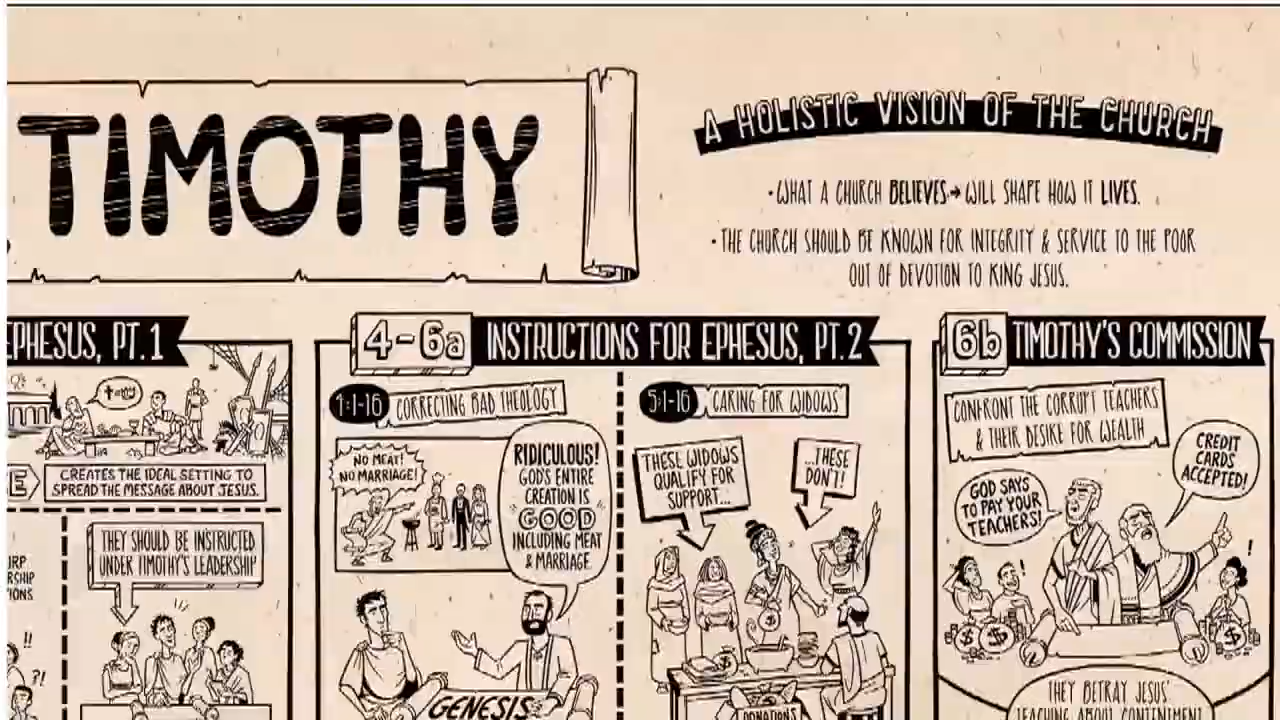 TIMOTHY
A HOLISTIC VISION OF THE CHURCH
•WHAT A CHURCH BELIEVES→WILL SHAPE HOW IT LIVES.
•THE CHURCH SHOULD BE KNOWN FOR INTEGRITY & SERVICE TO THE POOR
OUT OF DEVOTION TO KING JESUS.
EPHESUS, PT.1
CREATES THE IDEAL SETTING TO
SPREAD THE MESSAGE ABOUT JESUS.
THEY SHOULD BE INSTRUCTED
UNDER TIMOTHY'S LEADERSHIP
!!
?!
4-6a INSTRUCTIONS FOR EPHESUS, PT.2
4:1-16 CORRECTING BAD THEOLOGY
NO MEAT!
NO MARRIAGE!
RIDICULOUS!
GOD'S ENTIRE
CREATION IS
GOOD
INCLUDING MEAT
& MARRIAGE.
GENESIS
5:1-16 CARING FOR WIDOWS
THESE WIDOWS
QUALIFY FOR
SUPPORT...
...THESE
DON'T!
DONATIONS
6b TIMOTHY'S COMMISSION
CONFRONT THE CORRUPT TEACHERS
& THEIR DESIRE FOR WEALTH
GOD SAYS
TO PAY YOUR
TEACHERS!
CREDIT
CARDS
ACCEPTED!
!
!
$ $
$
THEY BETRAY JESUS'
TEACHING ABOUT CONTENTMENT